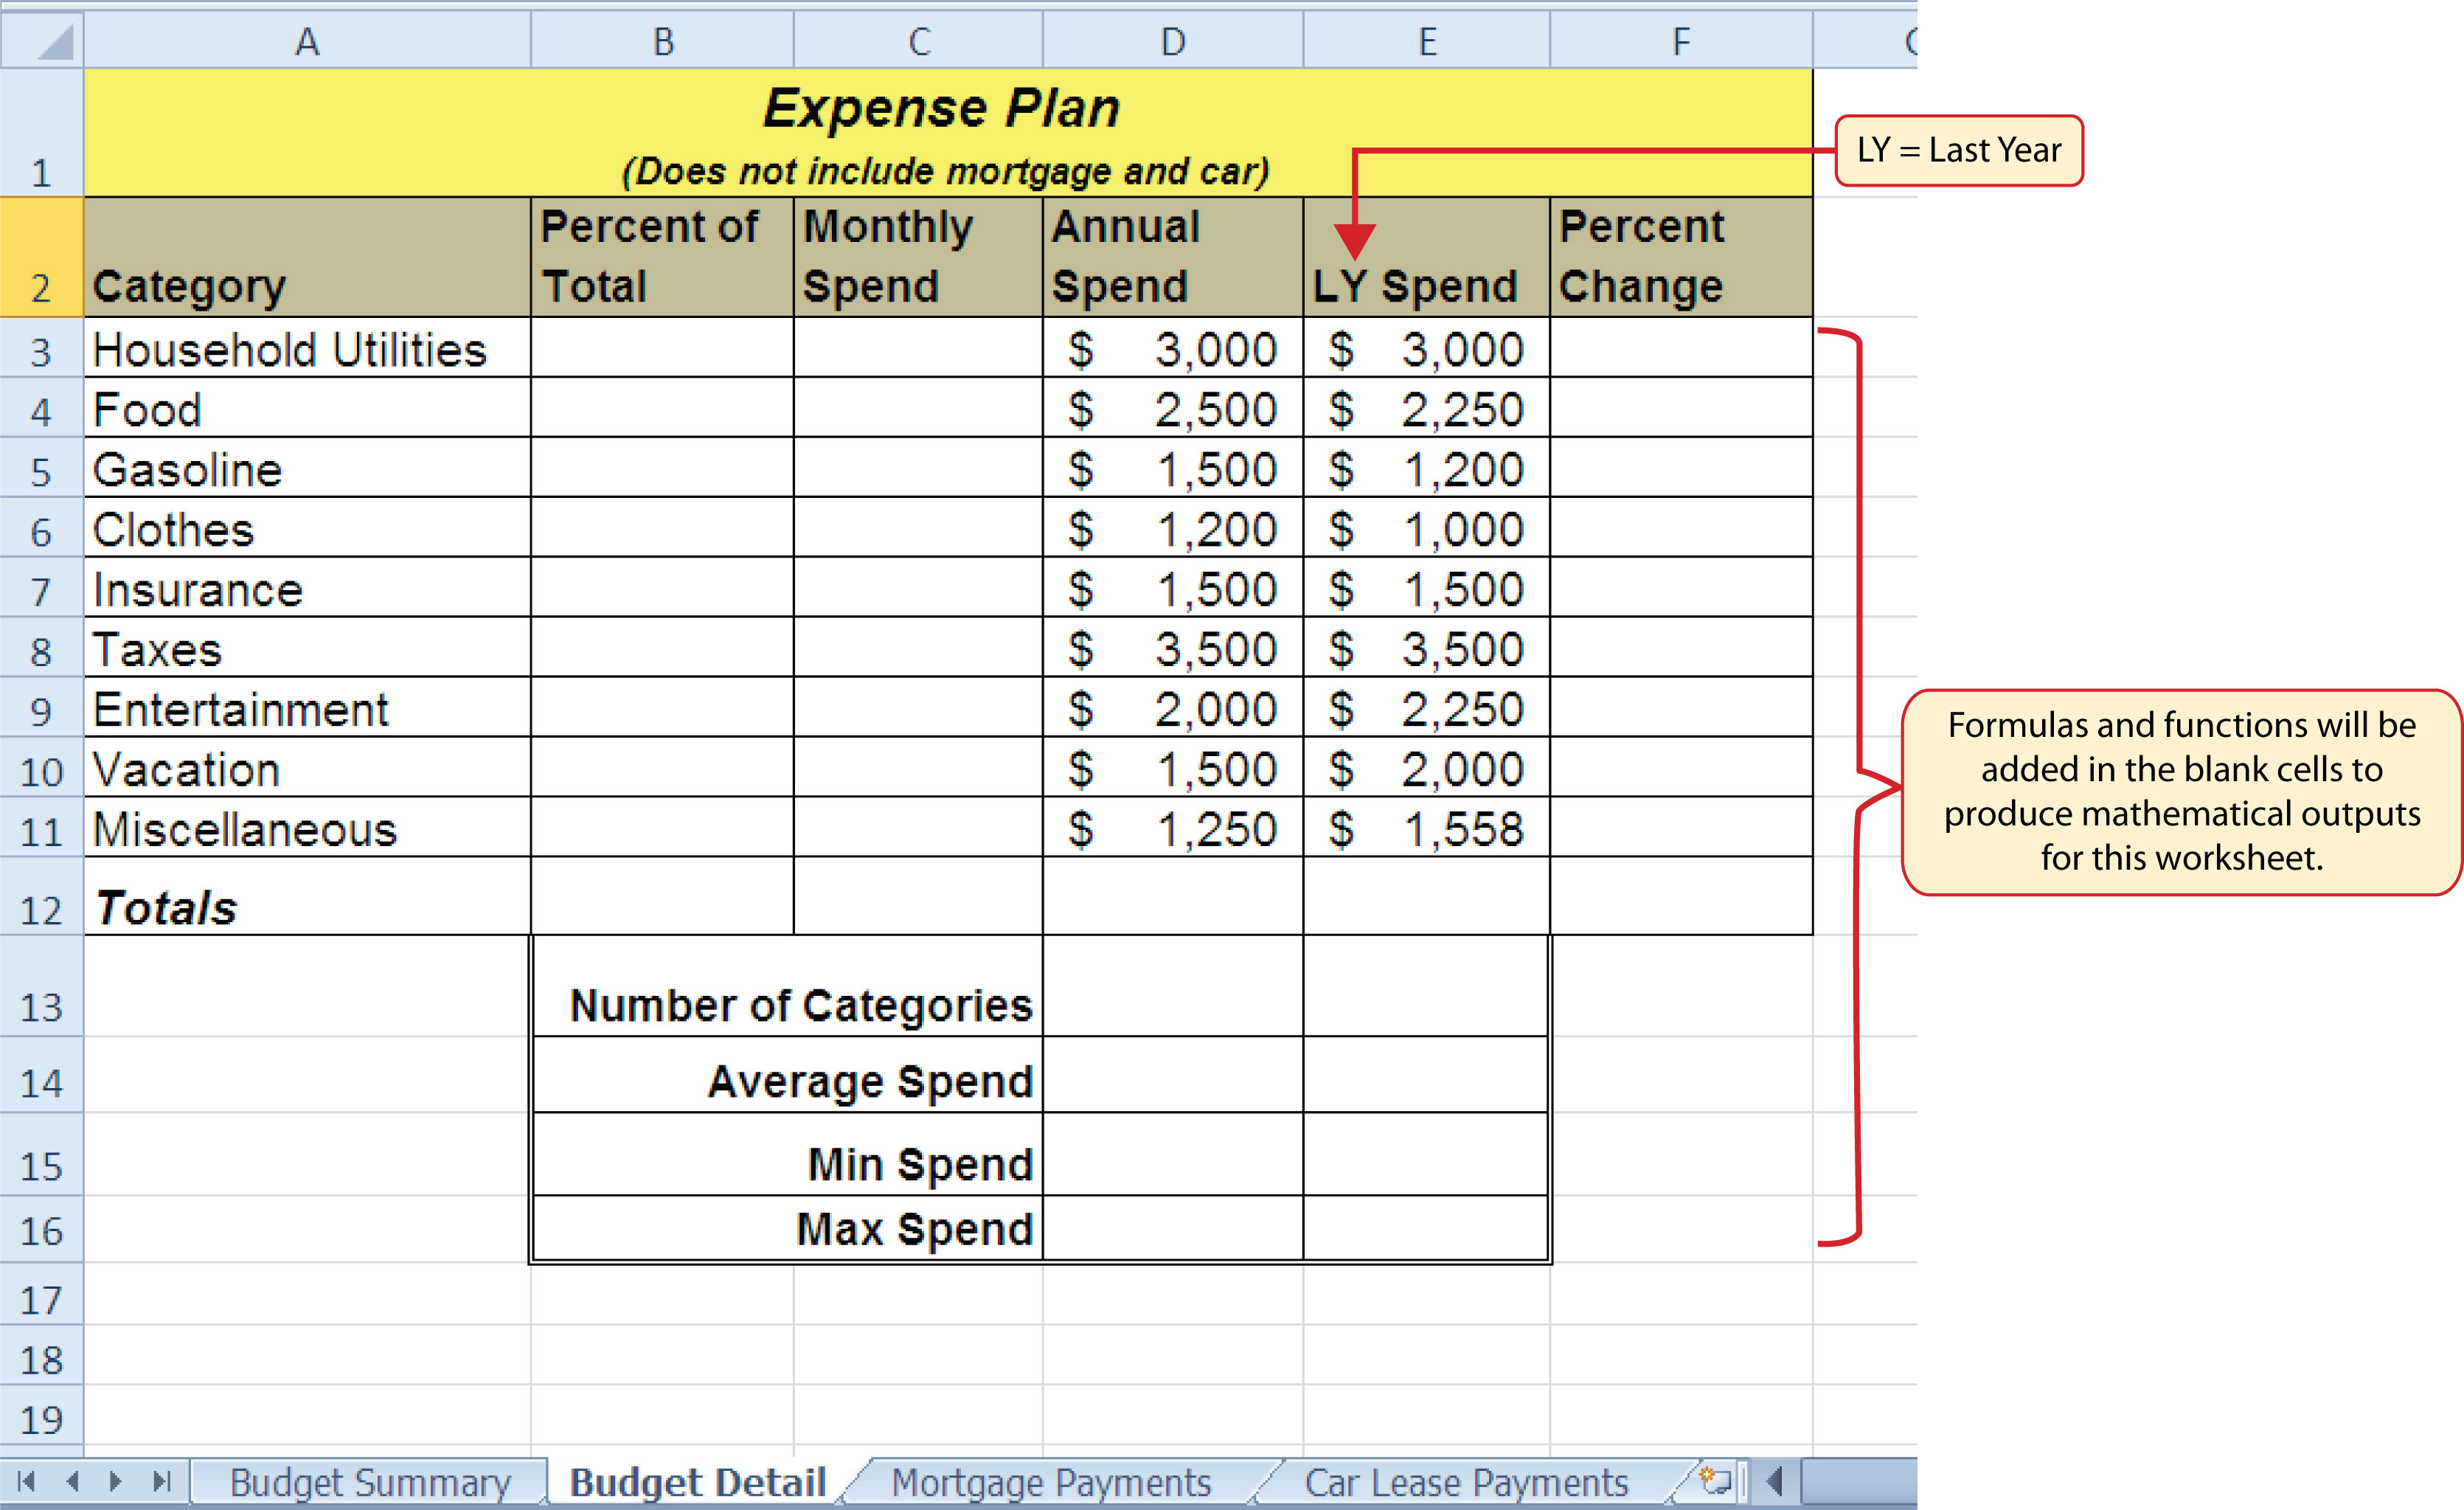 A B C D E F
1 Expense Plan
(Does not include mortgage and car)
LY = Last Year
2 Category Percent of Total Monthly Spend Annual Spend LY Spend Percent Change
3 Household Utilities $ 3,000 $ 3,000
4 Food $ 2,500 $ 2,250
5 Gasoline $ 1,500 $ 1,200
6 Clothes $ 1,200 $ 1,000
7 Insurance $ 1,500 $ 1,500
8 Taxes $ 3,500 $ 3,500
9 Entertainment $ 2,000 $ 2,250
10 Vacation $ 1,500 $ 2,000
11 Miscellaneous $ 1,250 $ 1,558
Formulas and functions will be
added in the blank cells to
produce mathematical outputs
for this worksheet.
12 Totals
13 Number of Categories
14 Average Spend
15 Min Spend
16 Max Spend
17
18
19
Budget Summary Budget Detail Mortgage Payments Car Lease Payments